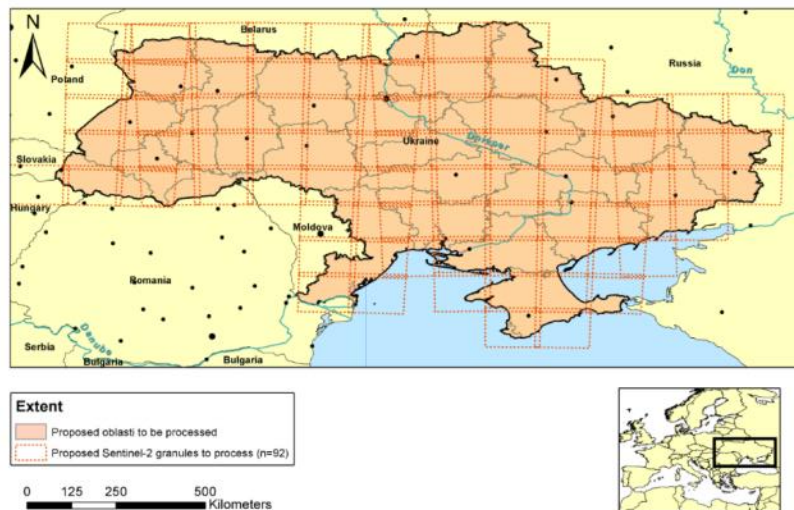 N
Belarus
Poland
Russia
Don
Ukraine
Dnipper
Slovakia
Hungary
Moldova
Romania
Danube
Serbia
Bulgaria
Bulgaria
Extent
Proposed oblasti to be processed
Proposed Sentinel-2 granules to process (n=92)
0 125 250 500
Kilometers